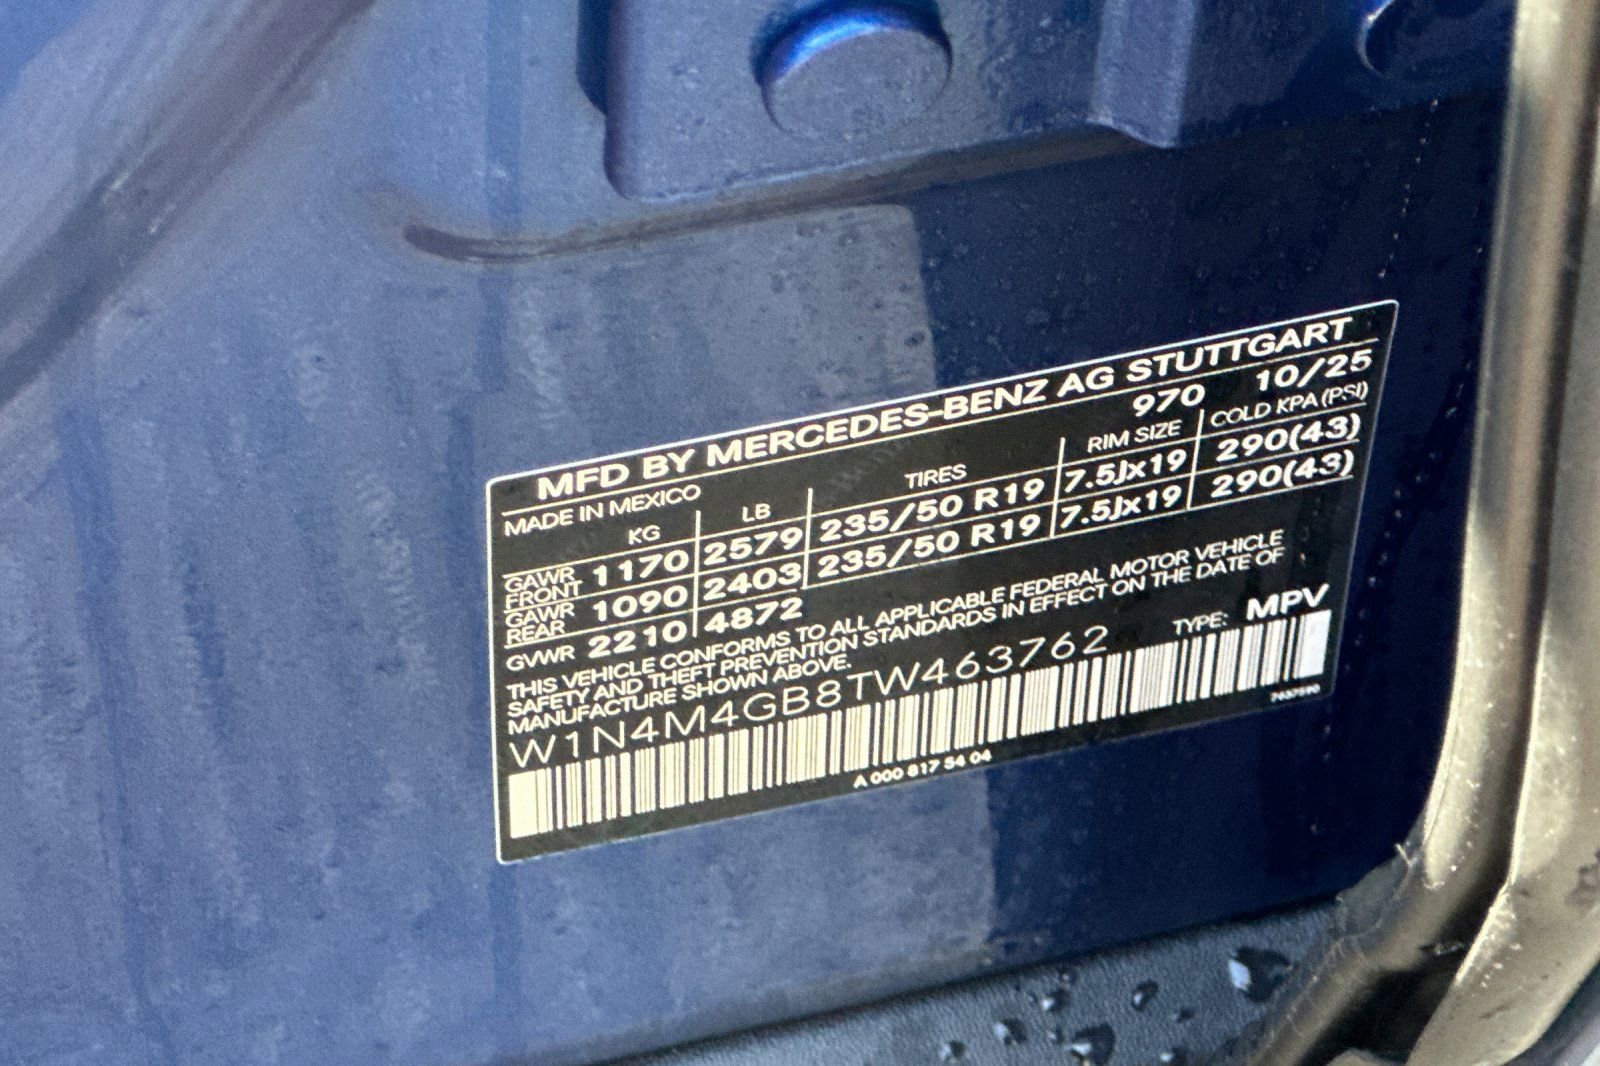 MFD BY MERCEDES-BENZ AG STUTTGART
MADE IN MEXICO 970 10/25
KG LB TIRES RIM SIZE COLD KPA (PSI)
GAWR FRONT 1170 2579 235/50 R19 7.5Jx19 290(43)
GAWR REAR 1090 2403 235/50 R19 7.5Jx19 290(43)
GVWR 2210 4872
THIS VEHICLE CONFORMS TO ALL APPLICABLE FEDERAL MOTOR VEHICLE
SAFETY AND THEFT PREVENTION STANDARDS IN EFFECT ON THE DATE OF
MANUFACTURE SHOWN ABOVE.
W1N4M4GB8TW463762 TYPE: MPV
A 000 817 54 04